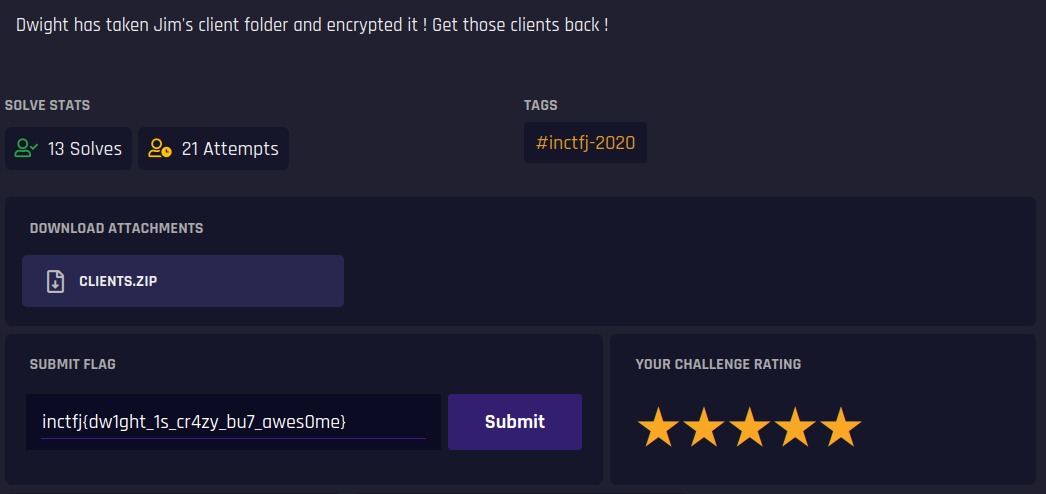 Dwight has taken Jim's client folder and encrypted it ! Get those clients back !
SOLVE STATS
TAGS
13 Solves
21 Attempts
#inctfj-2020
DOWNLOAD ATTACHMENTS
CLIENTS.ZIP
SUBMIT FLAG
YOUR CHALLENGE RATING
inctfj{dw1ght_1s_cr4zy_bu7_awes0me}
Submit